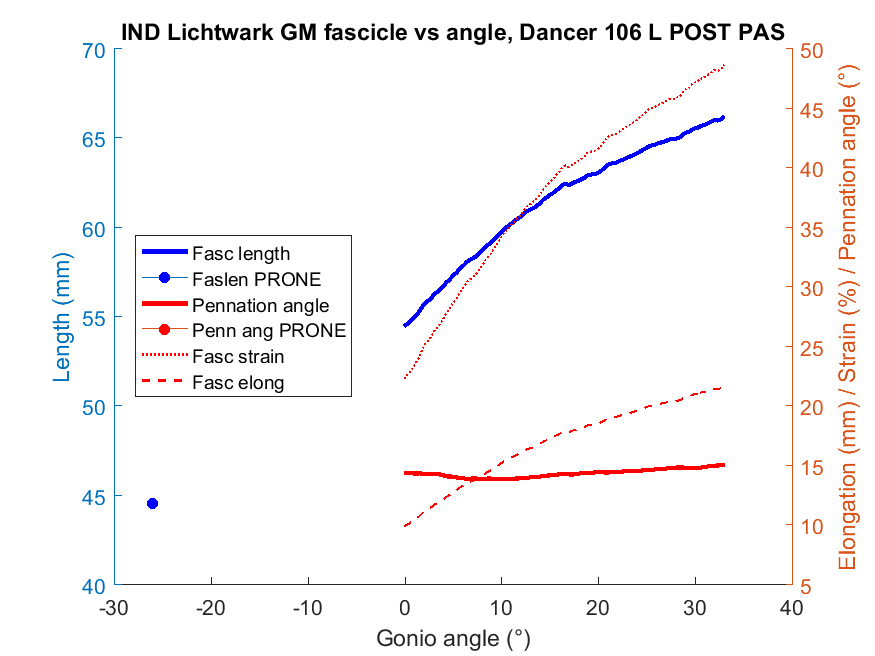 IND Lichtwark GM fascicle vs angle, Dancer 106 L POST PAS
70
65
60
55
50
45
40
Length (mm)
50
45
40
35
30
25
20
15
10
5
Elongation (mm) / Strain (%) / Pennation angle (°)
Fasc length
Faslen PRONE
Pennation angle
Penn ang PRONE
Fasc strain
Fasc elong
-30 -20 -10 0 10 20 30 40
Gonio angle (°)